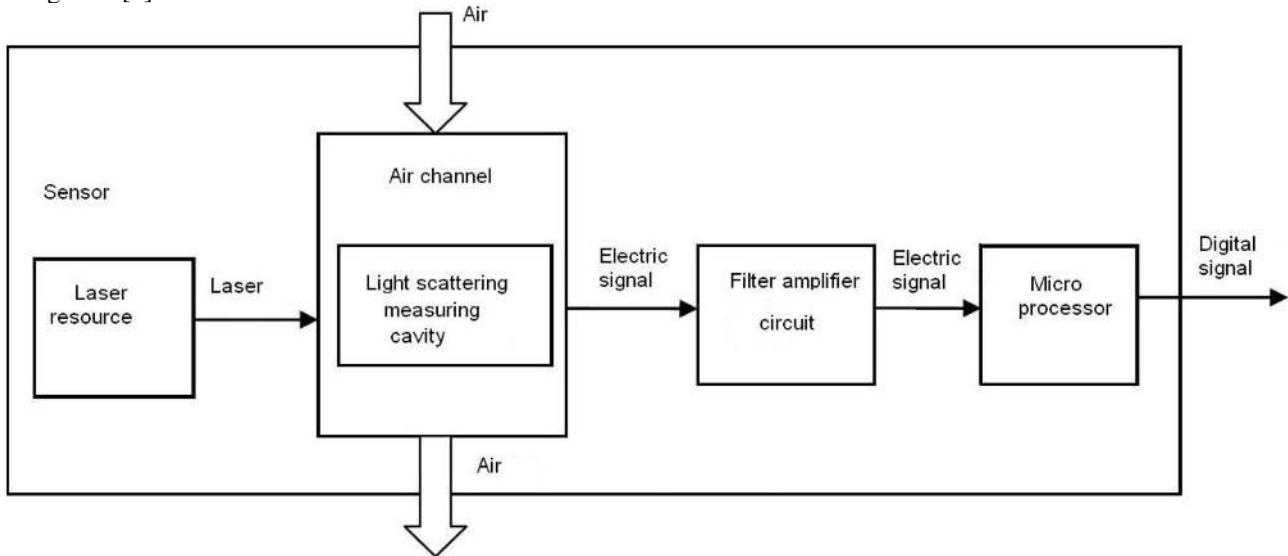 Air
Sensor
Air channel
Laser
resource
Laser
Light scattering
measuring
cavity
Electric
signal
Filter amplifier
circuit
Electric
signal
Micro
processor
Digital
signal
Air